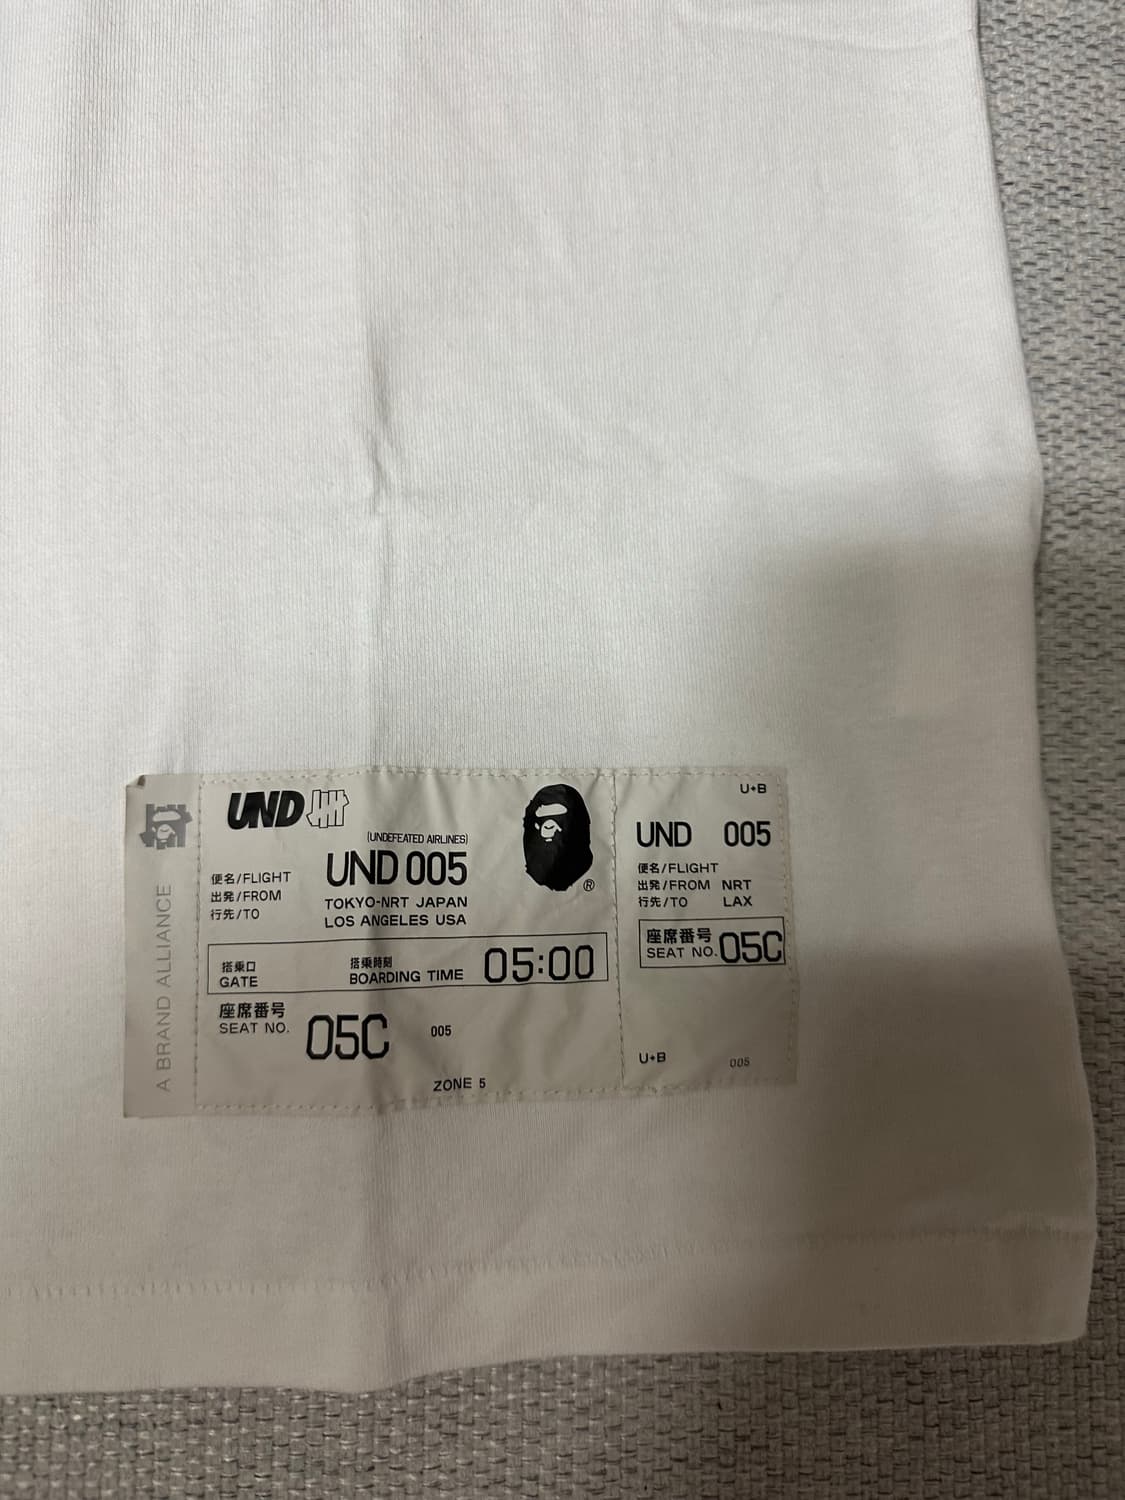 A BRAND ALLIANCE
UND
(UNDEFEATED AIRLINES)
便名/FLIGHT UND 005
出発/FROM TOKYO-NRT JAPAN
行先/TO LOS ANGELES USA
搭乗口
GATE
搭乗時刻
BOARDING TIME 05:00
座席番号
SEAT NO. 05C 005
ZONE 5
®
U+B
UND 005
便名/FLIGHT
出発/FROM NRT
行先/TO LAX
座席番号
SEAT NO. 05C
U+B 005